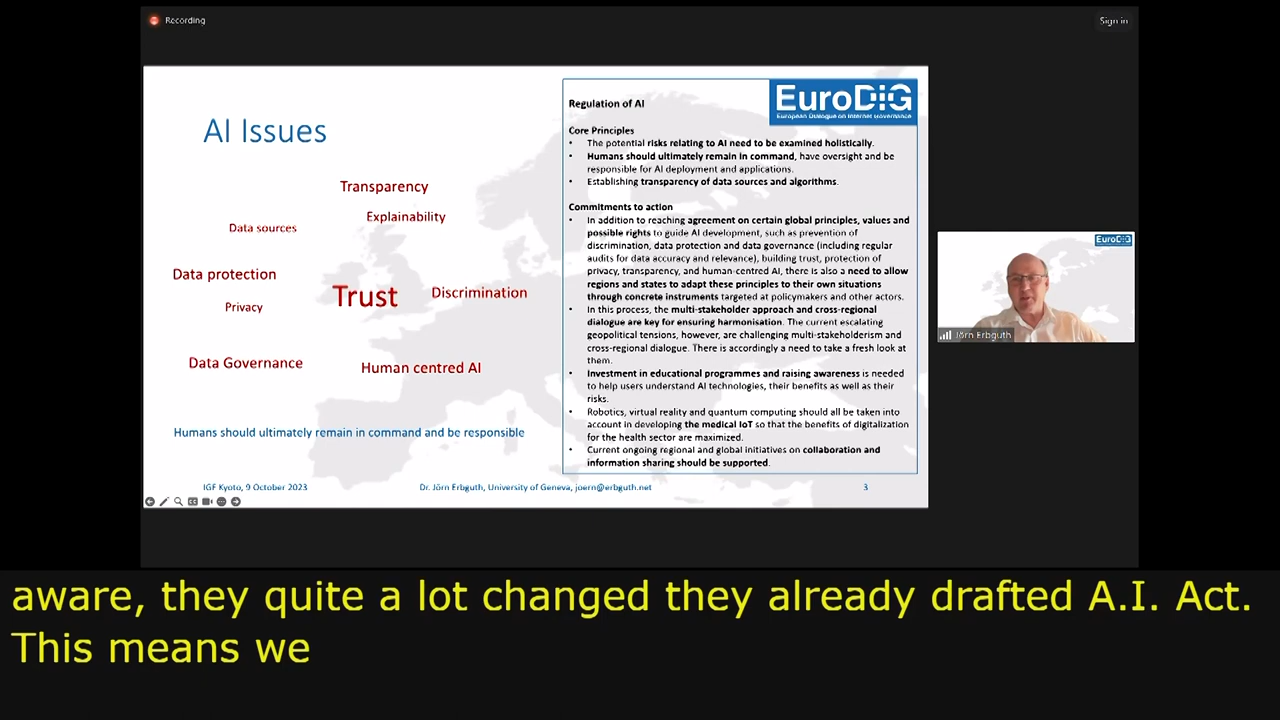 Recording
Sign in
AI Issues
Transparency
Explainability
Data sources
Data protection
Privacy
Trust
Discrimination
Data Governance
Human centred AI
Humans should ultimately remain in command and be responsible
EuroDIG
European Dialogue on Internet Governance
Regulation of AI
Core Principles
• The potential risks relating to AI need to be examined holistically.
• Humans should ultimately remain in command, have oversight and be
responsible for AI deployment and applications.
• Establishing transparency of data sources and algorithms.
Commitments to action
• In addition to reaching agreement on certain global principles, values and
possible rights to guide AI development, such as prevention of
discrimination, data protection and data governance (including regular
audits for data accuracy and relevance), building trust, protection of
privacy, transparency, and human-centred AI, there is also a need to allow
regions and states to adapt these principles to their own situations
through concrete instruments targeted at policymakers and other actors.
• In this process, the multi-stakeholder approach and cross-regional
dialogue are key for ensuring harmonisation. The current escalating
geopolitical tensions, however, are challenging multi-stakeholderism and
cross-regional dialogue. There is accordingly a need to take a fresh look at
them.
• Investment in educational programmes and raising awareness is needed
to help users understand AI technologies, their benefits as well as their
risks.
• Robotics, virtual reality and quantum computing should all be taken into
account in developing the medical IoT so that the benefits of digitalization
for the health sector are maximized.
• Current ongoing regional and global initiatives on collaboration and
information sharing should be supported.
IGF Kyoto, 9 October 2023
Dr. Jörn Erbguth, University of Geneva, joern@erbguth.net
3
EuroDIG
Jörn Erbguth
aware, they quite a lot changed they already drafted A.I. Act.
This means we